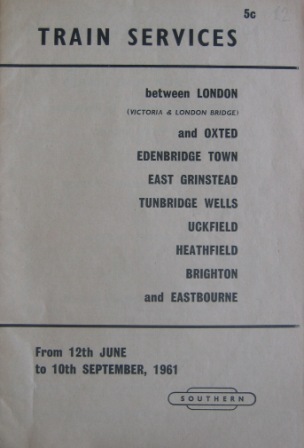 5c
12
TRAIN SERVICES
between LONDON
(VICTORIA & LONDON BRIDGE)
and OXTED
EDENBRIDGE TOWN
EAST GRINSTEAD
TUNBRIDGE WELLS
UCKFIELD
HEATHFIELD
BRIGHTON
and EASTBOURNE
From 12th JUNE
to 10th SEPTEMBER, 1961
SOUTHERN